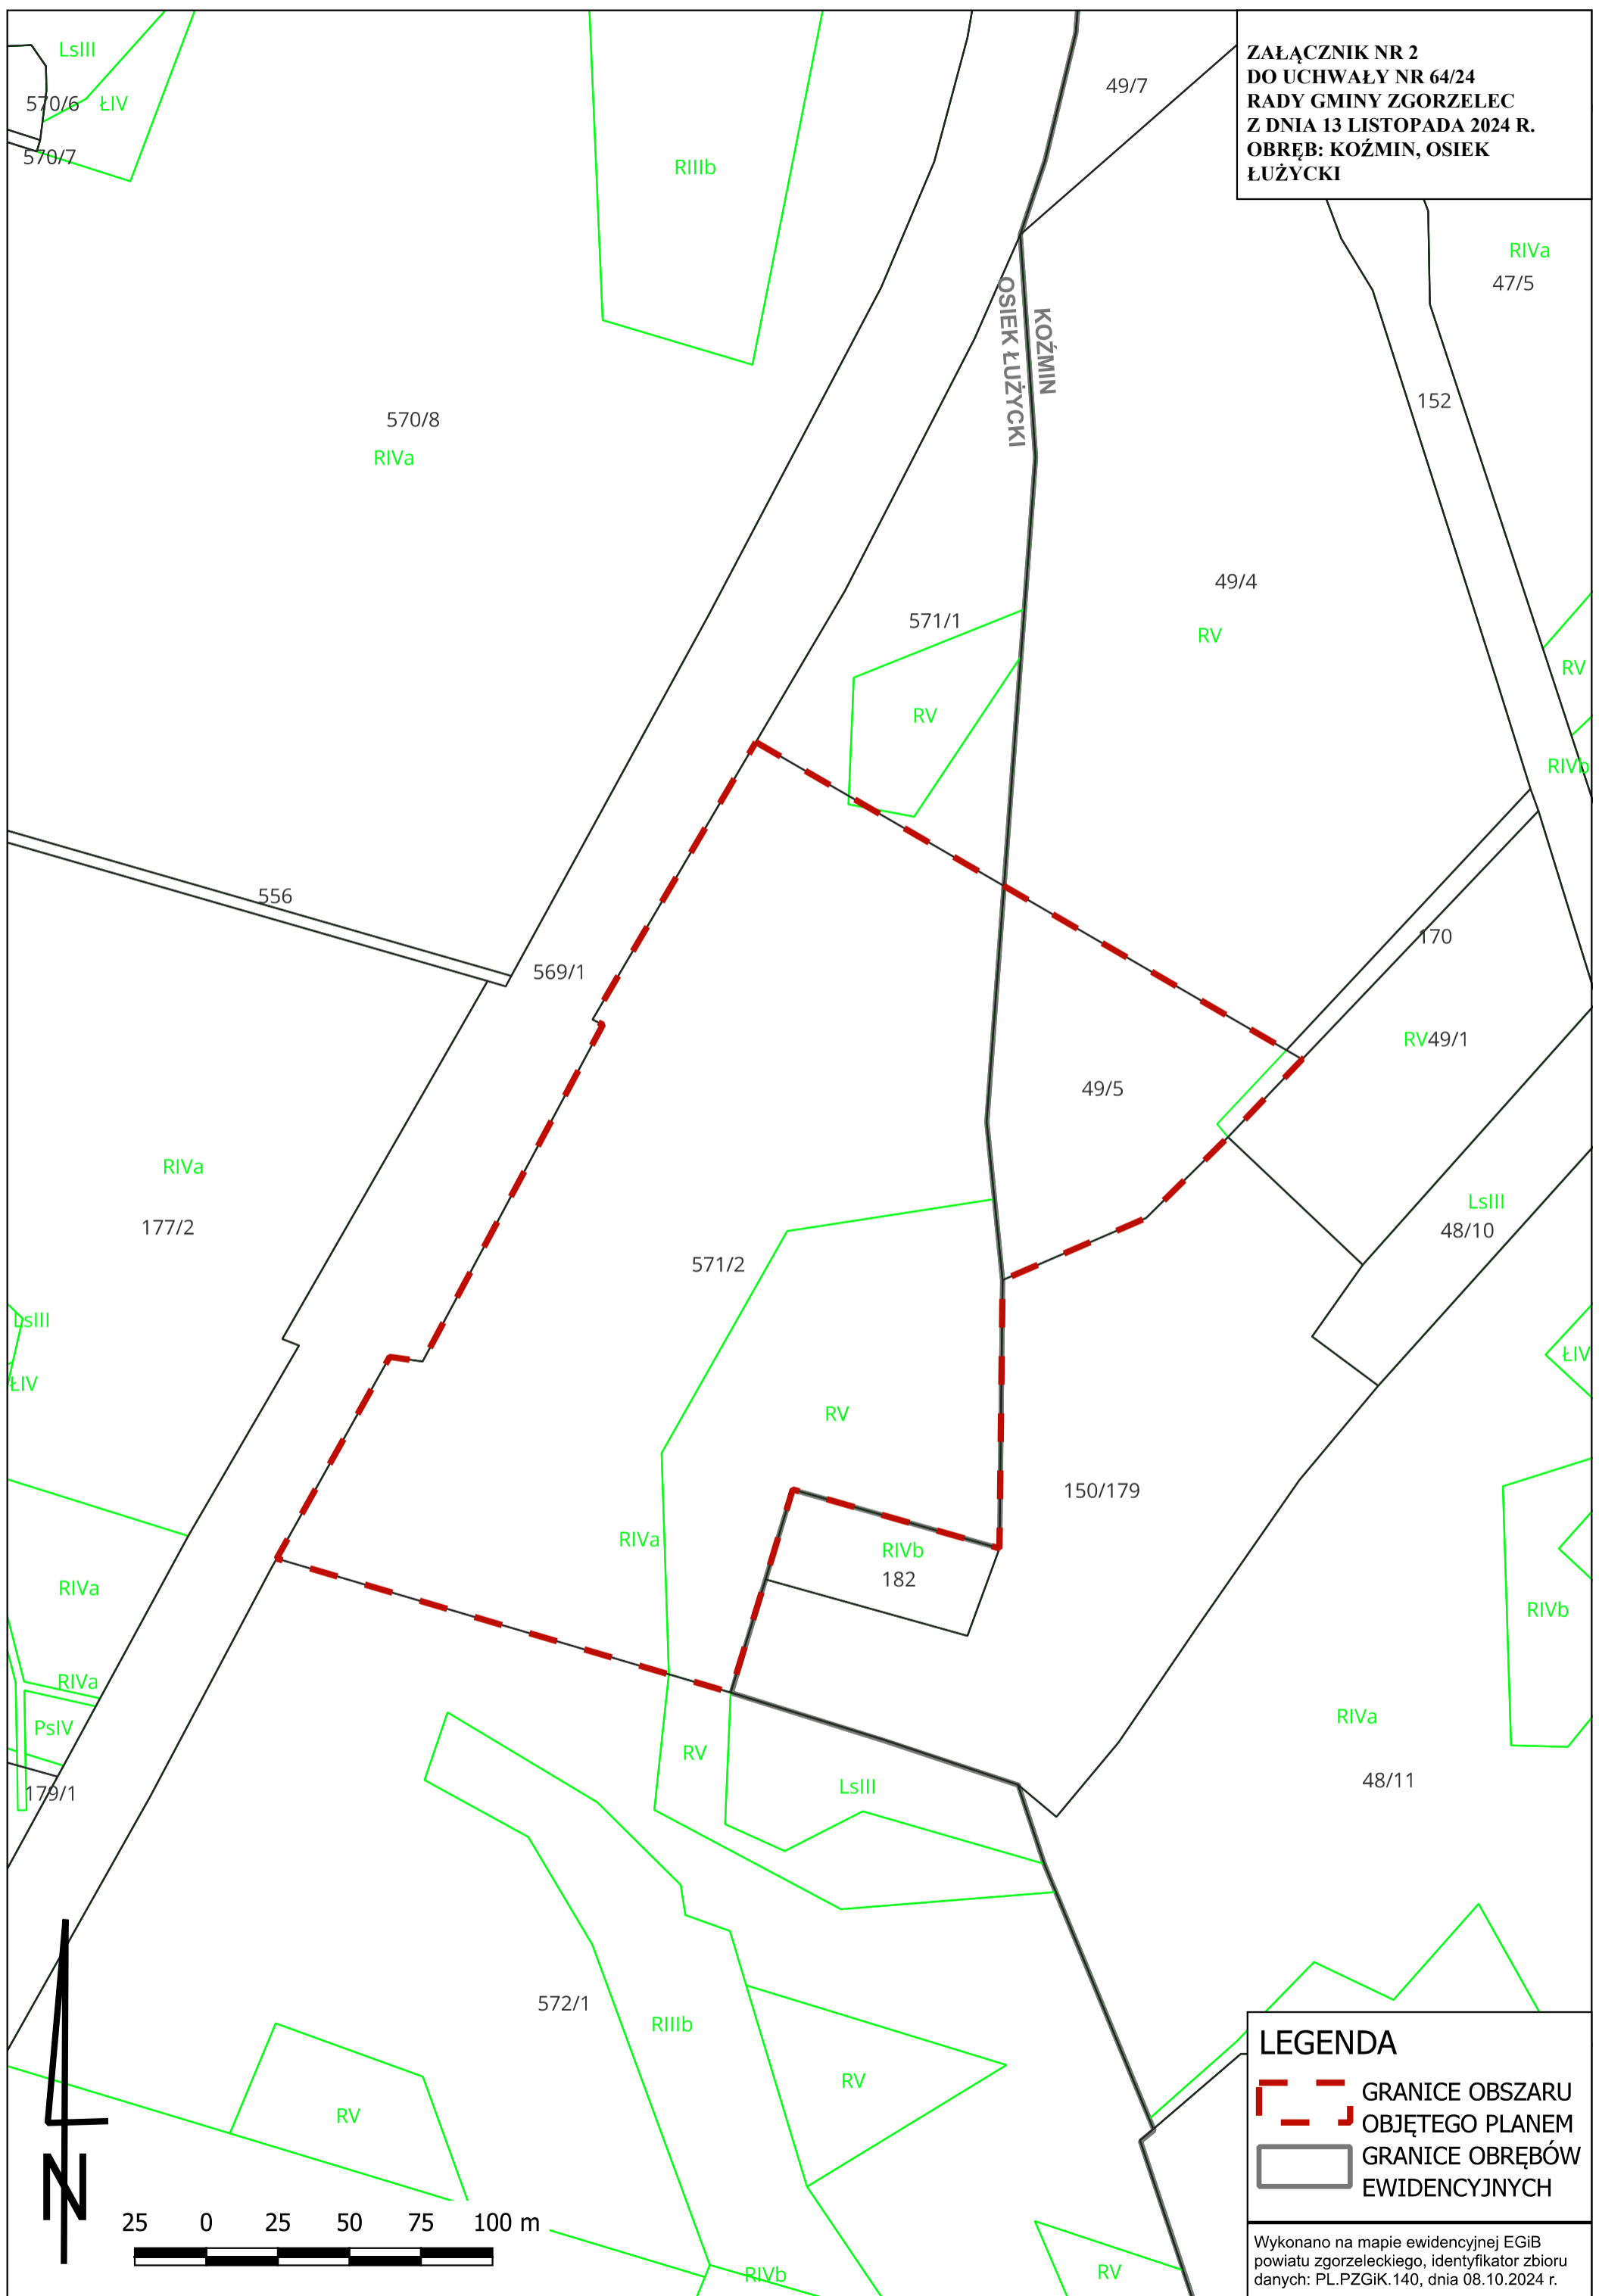 ZAŁĄCZNIK NR 2
DO UCHWAŁY NR 64/24
RADY GMINY ZGORZELEC
Z DNIA 13 LISTOPADA 2024 R.
OBRĘB: KOŹMIN, OSIEK
ŁUŻYCKI
LsIII
570/6
ŁIV
570/7
RIIIb
49/7
RIVa
47/5
KOŹMIN
OSIEK ŁUŻYCKI
152
570/8
RIVa
49/4
571/1
RV
RV
RV
RIVb
556
170
569/1
RV
49/1
49/5
RIVa
177/2
LsIII
48/10
571/2
LsIII
ŁIV
ŁIV
RV
150/179
RIVa
RIVb
182
RIVa
RIVb
RIVa
PsIV
179/1
RIVa
RV
LsIII
48/11
572/1
RIIIb
RV
RV
RIVb
RV
N
25 0 25 50 75 100 m
LEGENDA
GRANICE OBSZARU
OBJĘTEGO PLANEM
GRANICE OBRĘBÓW
EWIDENCYJNYCH
Wykonano na mapie ewidencyjnej EGiB
powiatu zgorzeleckiego, identyfikator zbioru
danych: PL.PZGiK.140, dnia 08.10.2024 r.